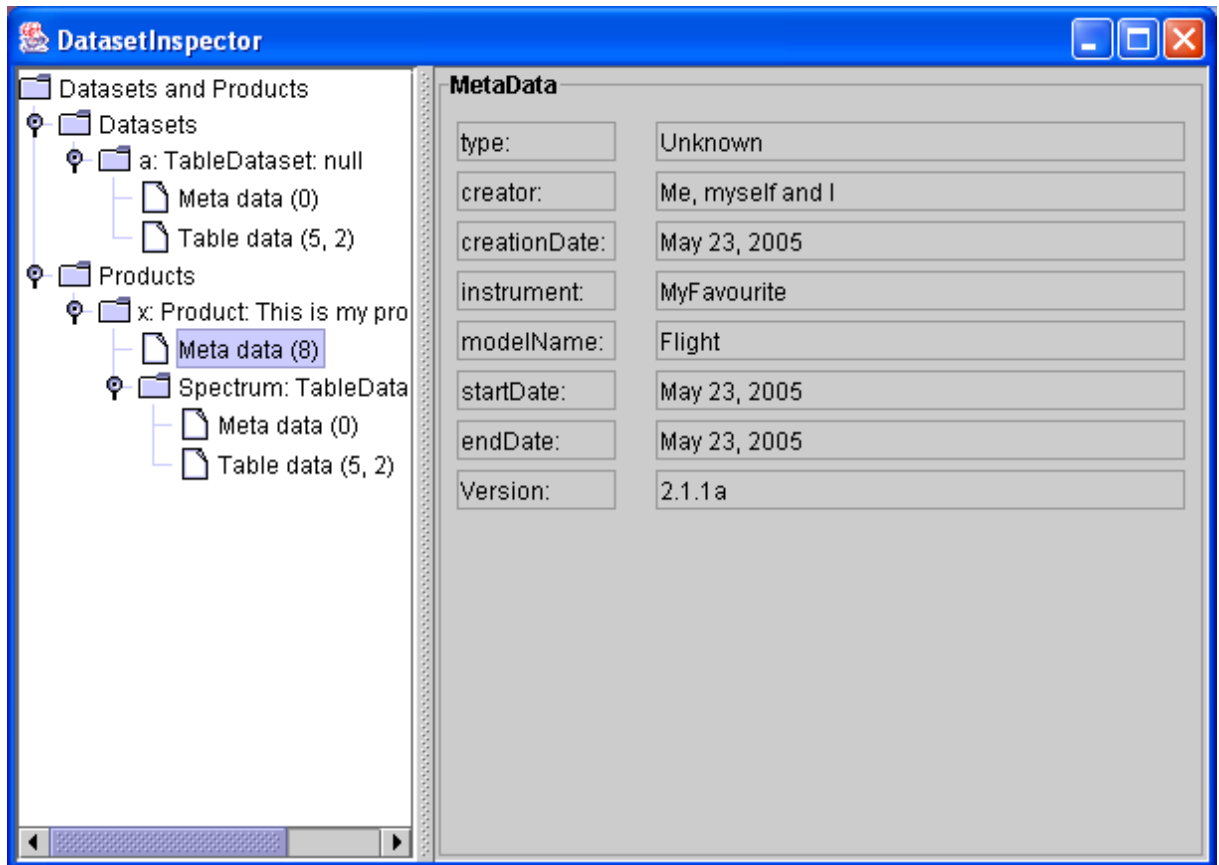 DatasetInspector
Datasets and Products
Datasets
a: TableDataset: null
Meta data (0)
Table data (5, 2)
Products
x: Product: This is my pro
Meta data (8)
Spectrum: TableData
Meta data (0)
Table data (5, 2)
MetaData
type: Unknown
creator: Me, myself and I
creationDate: May 23, 2005
instrument: MyFavourite
modelName: Flight
startDate: May 23, 2005
endDate: May 23, 2005
Version: 2.1.1a